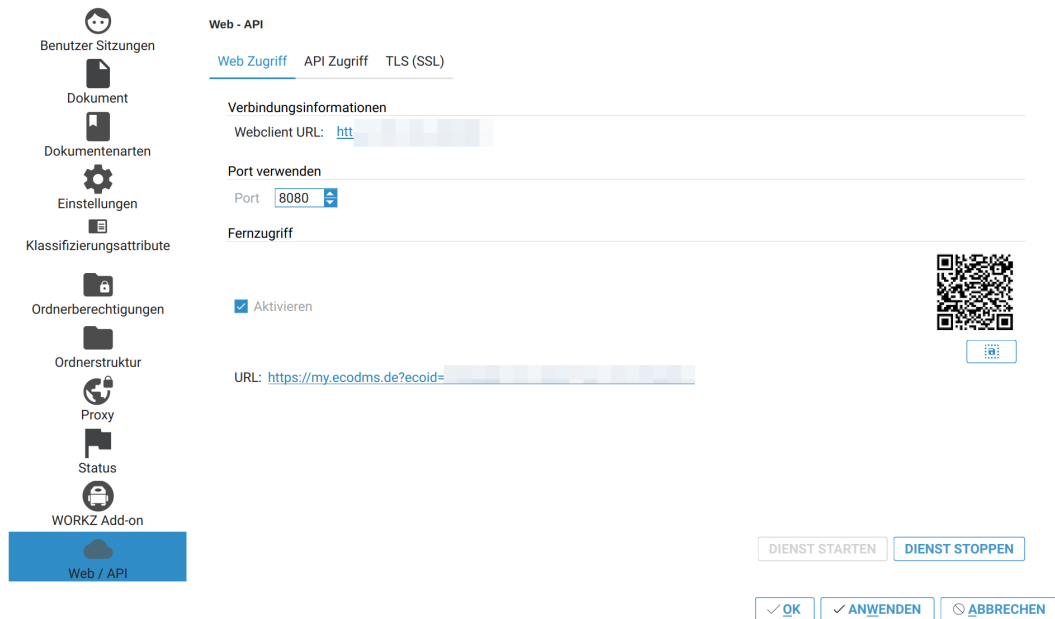 Benutzer Sitzungen
Dokument
Dokumentenarten
Einstellungen
Klassifizierungsattribute
Ordnerberechtigungen
Ordnerstruktur
Proxy
Status
WORKZ Add-on
Web / API
Web - API
Web Zugriff API Zugriff TLS (SSL)
Verbindungsinformationen
Webclient URL: htt
Port verwenden
Port 8080
Fernzugriff
Aktivieren
URL: https://my.ecodms.de?ecoid=
DIENST STARTEN DIENST STOPPEN
OK ANWENDEN ABBRECHEN